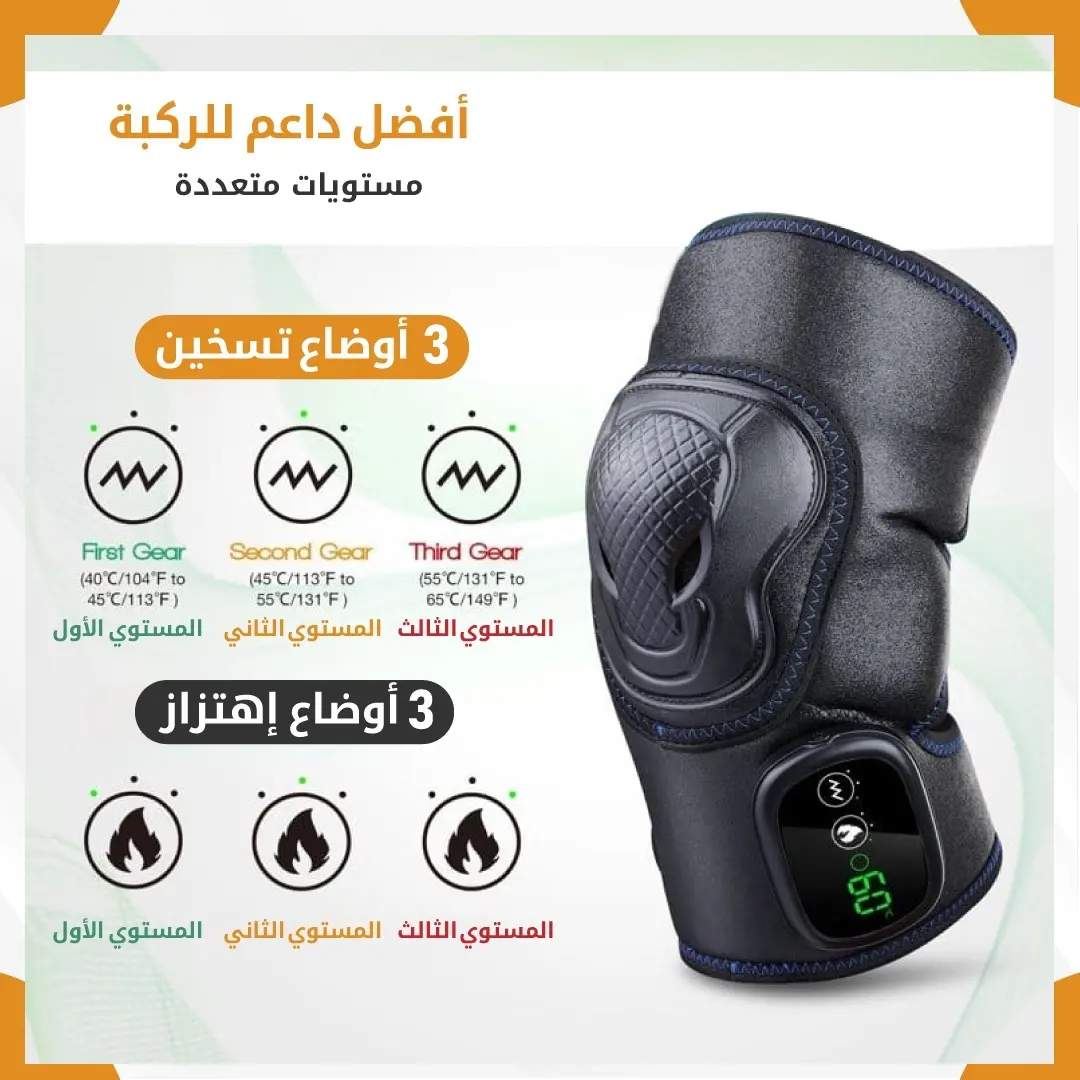 أفضل داعم للركبة
مستويات متعددة
3 أوضاع تسخين
First Gear
(40℃/104℉ to
45℃/113℉ )
المستوي الأول
Second Gear
(45℃/113℉ to
55℃/131℉ )
المستوي الثاني
Third Gear
(55℃/131℉ to
65℃/149℉ )
المستوي الثالث
3 أوضاع إهتزاز
المستوي الأول
المستوي الثاني
المستوي الثالث
60℃